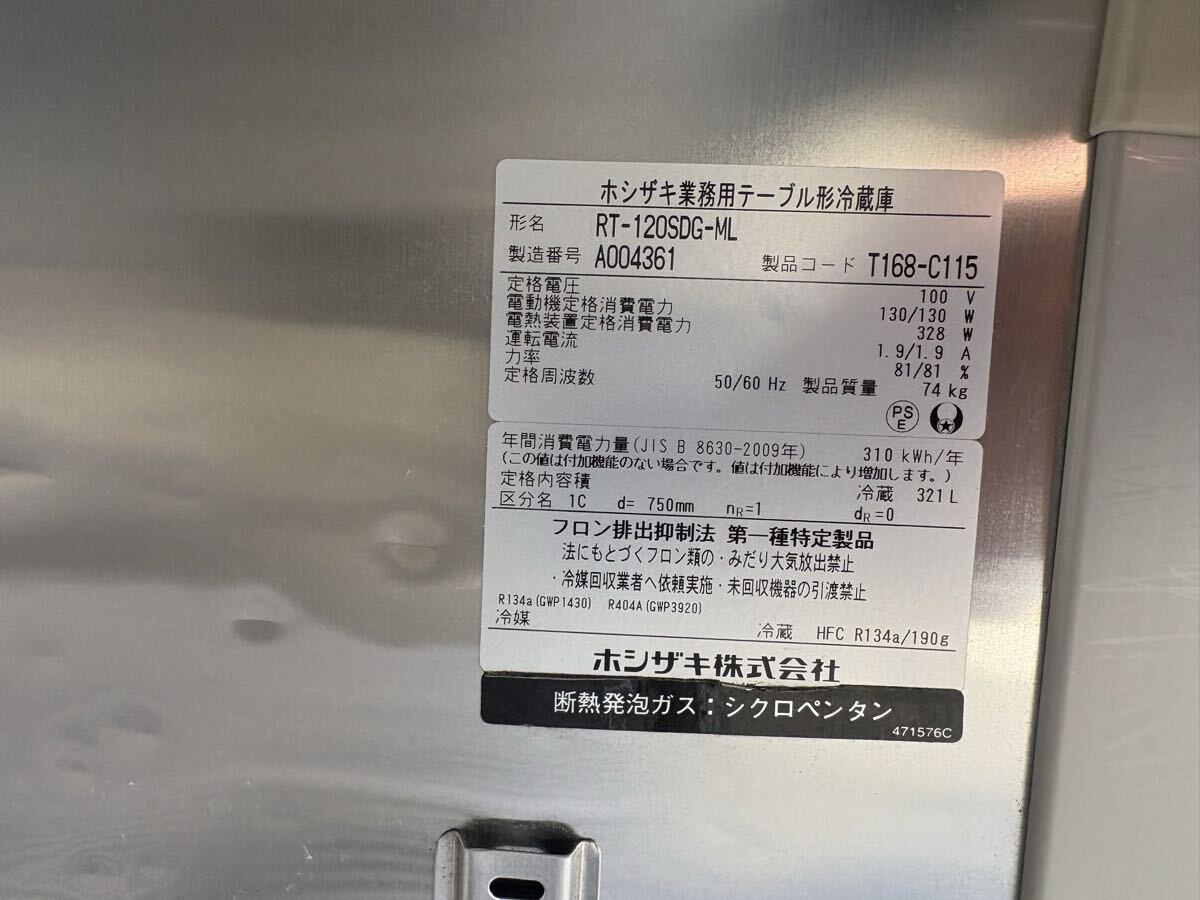 ホシザキ業務用テーブル形冷蔵庫
形名 RT-120SDG-ML
製造番号 A004361 製品コード T168-C115
定格電圧 100 V
電動機定格消費電力 130/130 W
電熱装置定格消費電力 328 W
運転電流 1.9/1.9 A
力率 81/81 %
定格周波数 50/60 Hz 製品質量 74 kg
PS
E
年間消費電力量(JIS B 8630-2009年) 310 kWh/年
(この値は付加機能のない場合です。値は付加機能により増加します。)
定格内容積 冷蔵 321 L
区分名 1C d= 750mm nR=1 dR=0
フロン排出抑制法 第一種特定製品
法にもとづくフロン類の・みだり大気放出禁止
・冷媒回収業者へ依頼実施・未回収機器の引渡禁止
R134a(GWP1430) R404A(GWP3920)
冷媒 冷蔵 HFC R134a/190g
ホシザキ株式会社
断熱発泡ガス：シクロペンタン
471576C